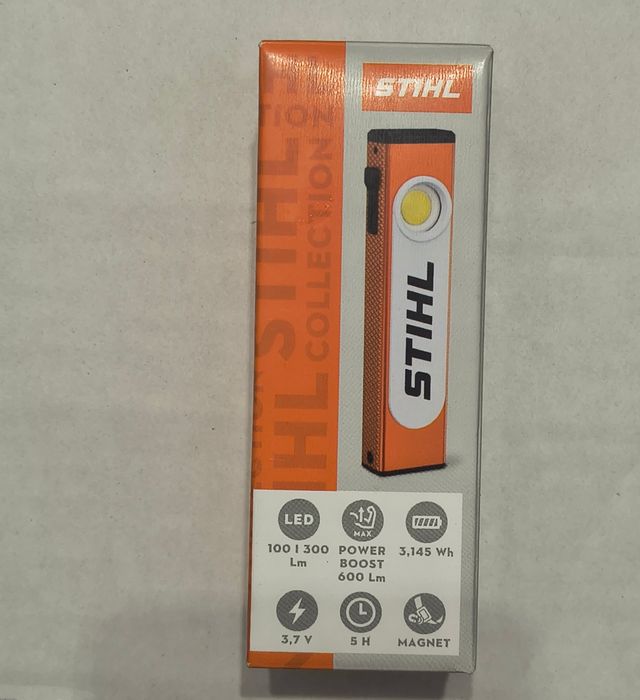 STIHL
STIHL
STIHL
COLLECTION
LED
100 | 300
Lm
MAX
POWER
BOOST
600 Lm
3,145 Wh
3,7 V
5 H
MAGNET